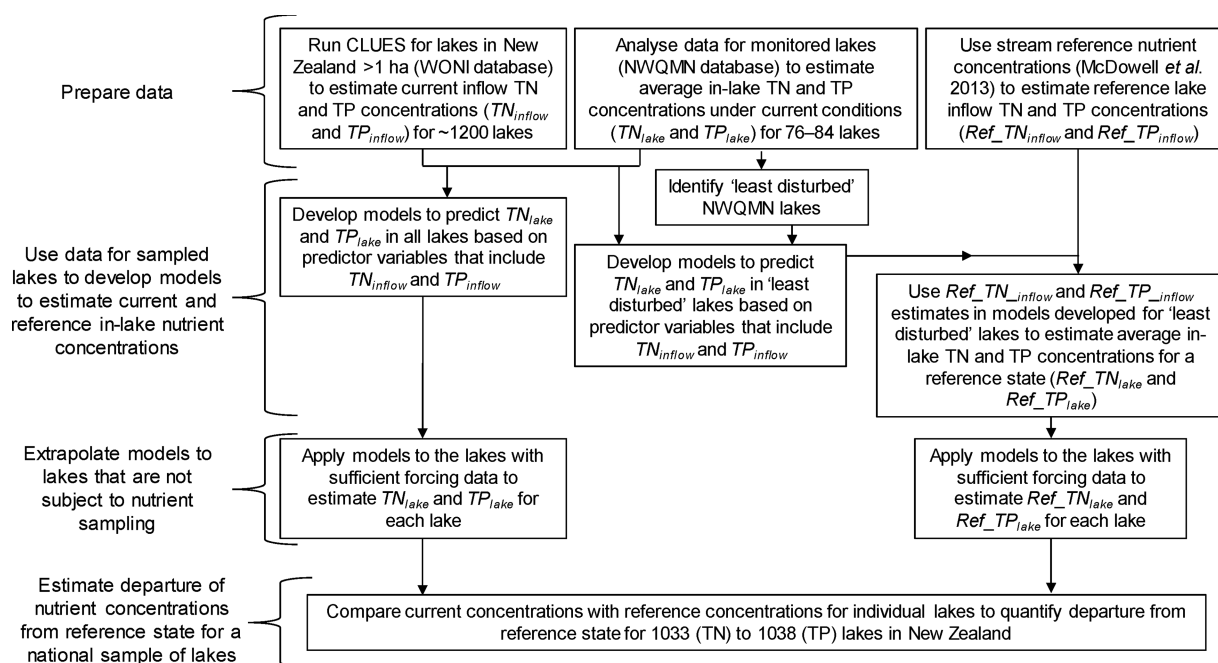 Prepare data
Run CLUES for lakes in New
Zealand >1 ha (WONI database)
to estimate current inflow TN
and TP concentrations (TNinflow
and TPinflow) for ~1200 lakes
Analyse data for monitored lakes
(NWQMN database) to estimate
average in-lake TN and TP
concentrations under current conditions
(TNlake and TPlake) for 76–84 lakes
Use stream reference nutrient
concentrations (McDowell et al.
2013) to estimate reference lake
inflow TN and TP concentrations
(Ref_TNinflow and Ref_TPinflow)
Identify ‘least disturbed’
NWQMN lakes
Use data for sampled
lakes to develop models
to estimate current and
reference in-lake nutrient
concentrations
Develop models to predict TNlake
and TPlake in all lakes based on
predictor variables that include
TNinflow and TPinflow
Develop models to predict
TNlake and TPlake in ‘least
disturbed’ lakes based on
predictor variables that include
TNinflow and TPinflow
Use Ref_TN_inflow and Ref_TP_inflow
estimates in models developed for ‘least
disturbed’ lakes to estimate average in-
lake TN and TP concentrations for a
reference state (Ref_TNlake and
Ref_TPlake)
Extrapolate models to
lakes that are not
subject to nutrient
sampling
Apply models to the lakes with
sufficient forcing data to
estimate TNlake and TPlake for
each lake
Apply models to the lakes with
sufficient forcing data to
estimate Ref_TNlake and
Ref_TPlake for each lake
Estimate departure of
nutrient concentrations
from reference state for a
national sample of lakes
Compare current concentrations with reference concentrations for individual lakes to quantify departure from
reference state for 1033 (TN) to 1038 (TP) lakes in New Zealand